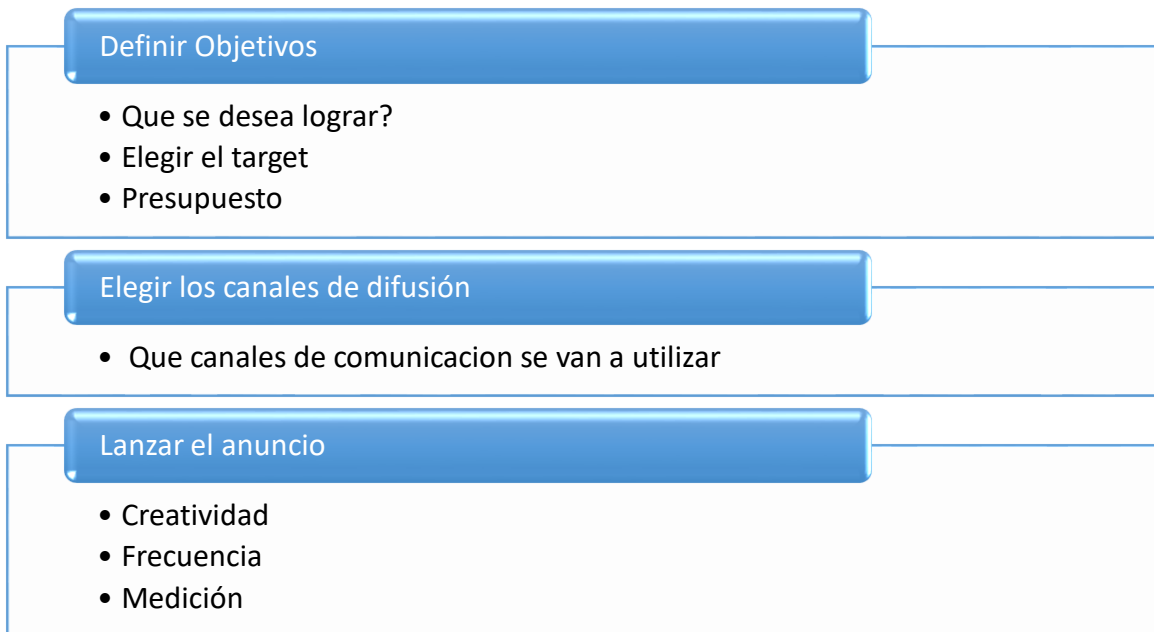 Definir Objetivos
• Que se desea lograr?
• Elegir el target
• Presupuesto
Elegir los canales de difusión
• Que canales de comunicacion se van a utilizar
Lanzar el anuncio
• Creatividad
• Frecuencia
• Medición